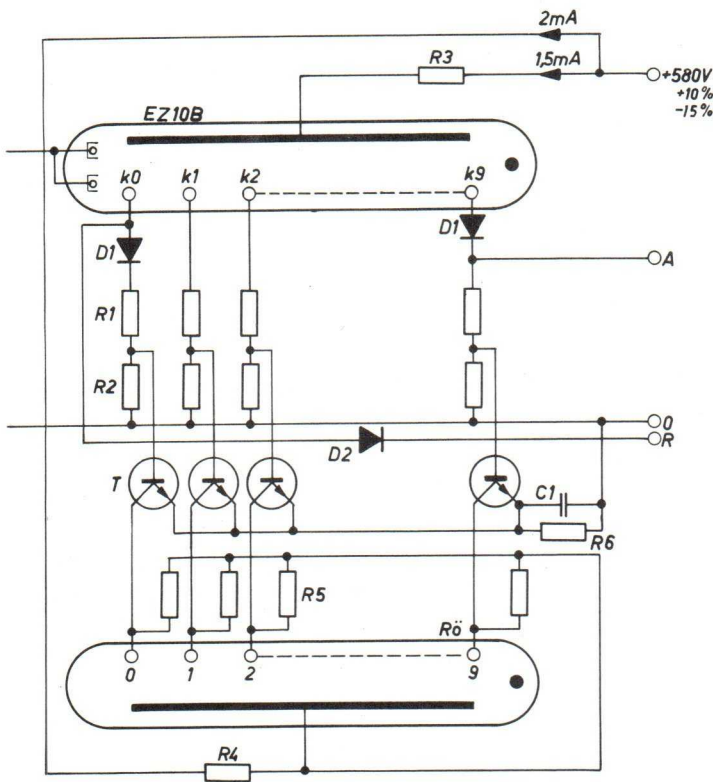 2mA
R3
1,5mA
+580V
+10%
-15%
EZ10B
k0 k1 k2 k9
D1
D1
A
R1
R2
0
R
D2
T
C1
R6
R5
Rö
0 1 2 9
R4